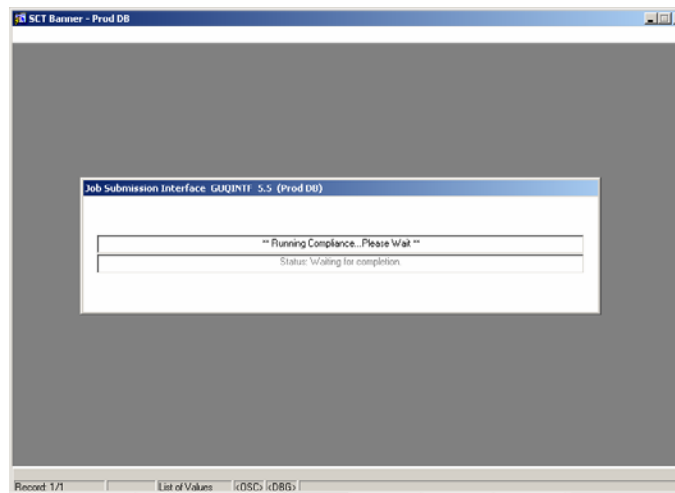 SCT Banner - Prod DB
Job Submission Interface GUQINTF 5.5 (Prod DB)
** Running Compliance...Please Wait **
Status: Waiting for completion.
Record: 1/1 List of Values <OSC> <DBG>